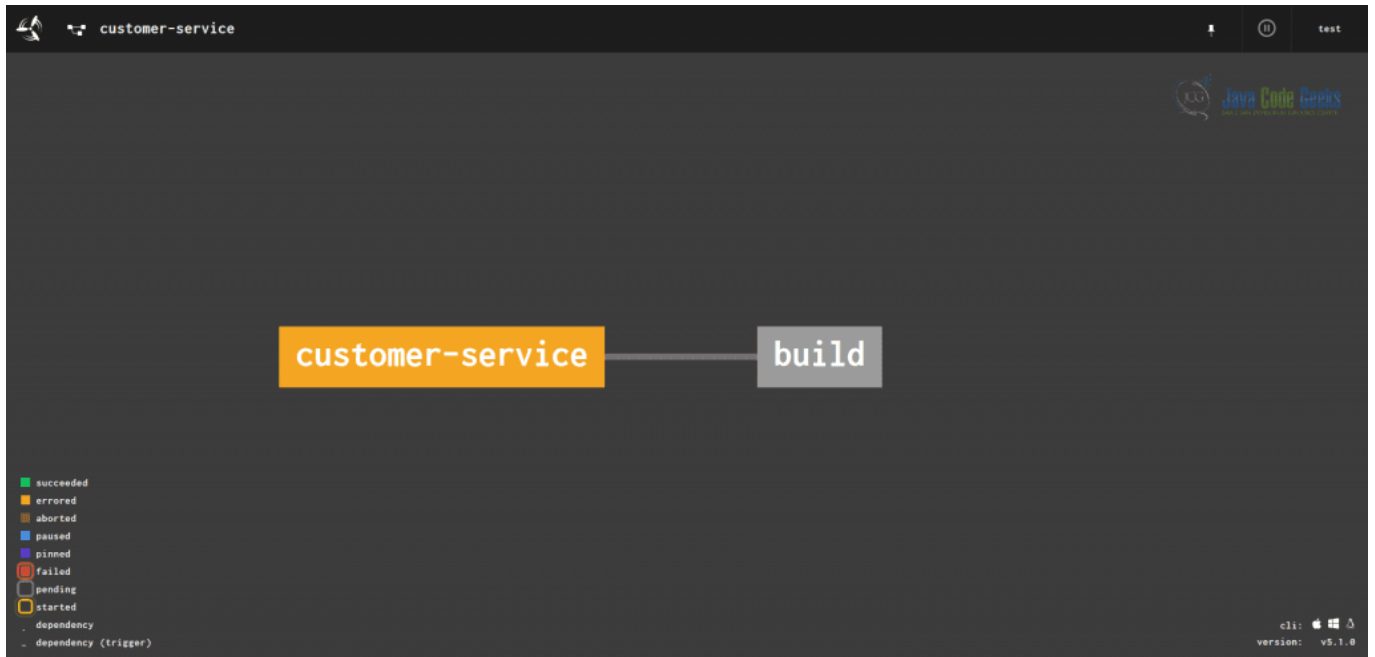 customer-service
test
JCG Java Code Geeks
customer-service
build
succeeded
errored
aborted
paused
pinned
failed
pending
started
dependency
dependency (trigger)
cli:
version: v5.1.0